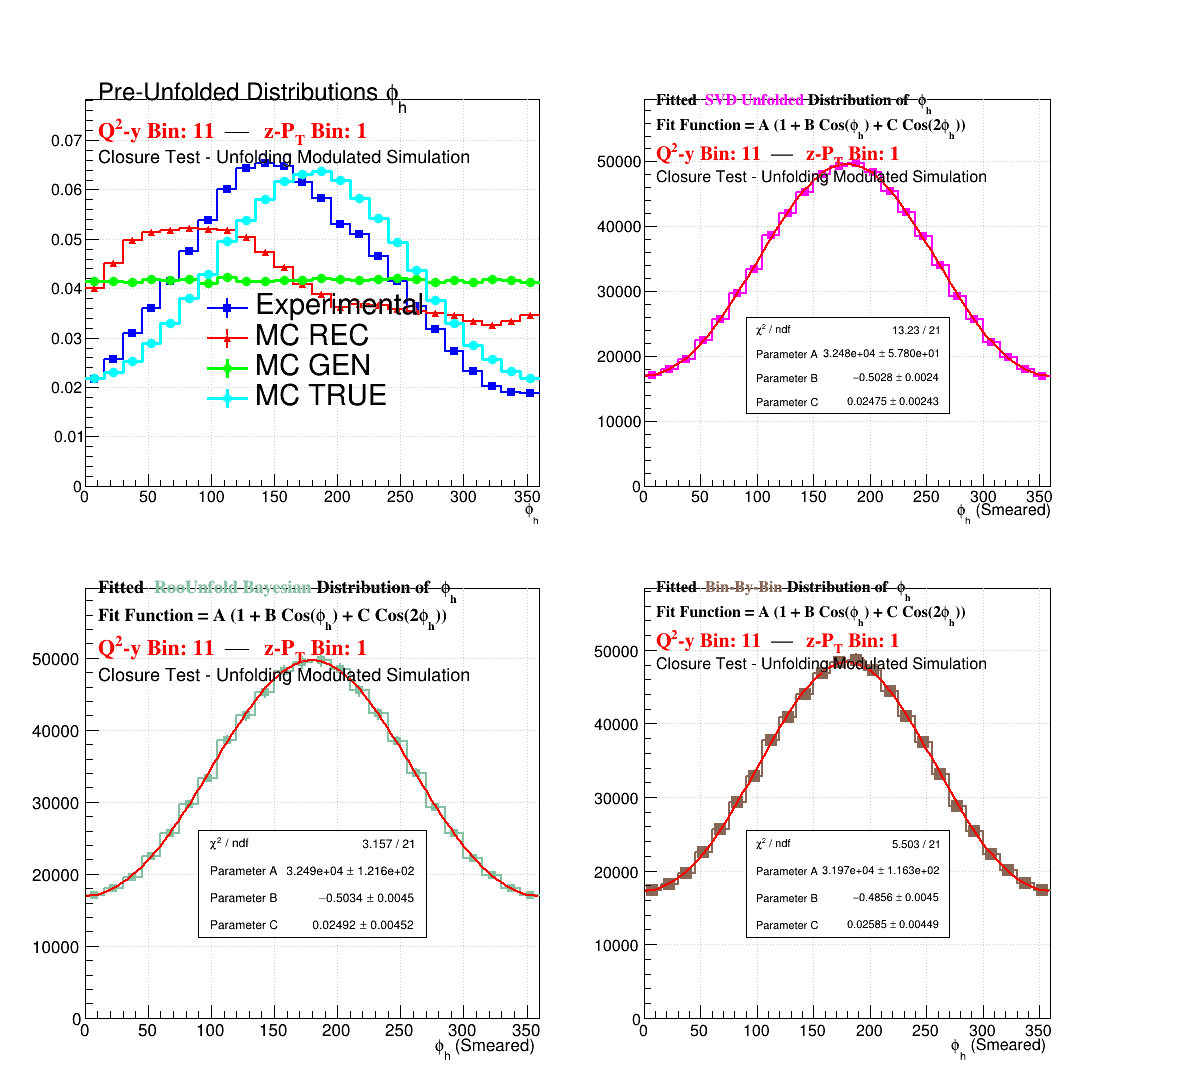 Pre-Unfolded Distributions ϕh
Q2-y Bin: 11 — z-PT Bin: 1
Closure Test - Unfolding Modulated Simulation
0.07
0.06
0.05
0.04
0.03
0.02
0.01
0
Experimental
MC REC
MC GEN
MC TRUE
0 50 100 150 200 250 300 350
ϕh
Fitted SVD Unfolded Distribution of ϕh
Fit Function = A (1 + B Cos(ϕh) + C Cos(2ϕh))
Q2-y Bin: 11 — z-PT Bin: 1
Closure Test - Unfolding Modulated Simulation
50000
40000
30000
20000
10000
0
χ2 / ndf 13.23 / 21
Parameter A 3.248e+04 ± 5.780e+01
Parameter B −0.5028 ± 0.0024
Parameter C 0.02475 ± 0.00243
0 50 100 150 200 250 300 350
ϕh (Smeared)
Fitted RooUnfold Bayesian Distribution of ϕh
Fit Function = A (1 + B Cos(ϕh) + C Cos(2ϕh))
Q2-y Bin: 11 — z-PT Bin: 1
Closure Test - Unfolding Modulated Simulation
50000
40000
30000
20000
10000
0
χ2 / ndf 3.157 / 21
Parameter A 3.249e+04 ± 1.216e+02
Parameter B −0.5034 ± 0.0045
Parameter C 0.02492 ± 0.00452
0 50 100 150 200 250 300 350
ϕh (Smeared)
Fitted Bin-By-Bin Distribution of ϕh
Fit Function = A (1 + B Cos(ϕh) + C Cos(2ϕh))
Q2-y Bin: 11 — z-PT Bin: 1
Closure Test - Unfolding Modulated Simulation
50000
40000
30000
20000
10000
0
χ2 / ndf 5.503 / 21
Parameter A 3.197e+04 ± 1.163e+02
Parameter B −0.4856 ± 0.0045
Parameter C 0.02585 ± 0.00449
0 50 100 150 200 250 300 350
ϕh (Smeared)